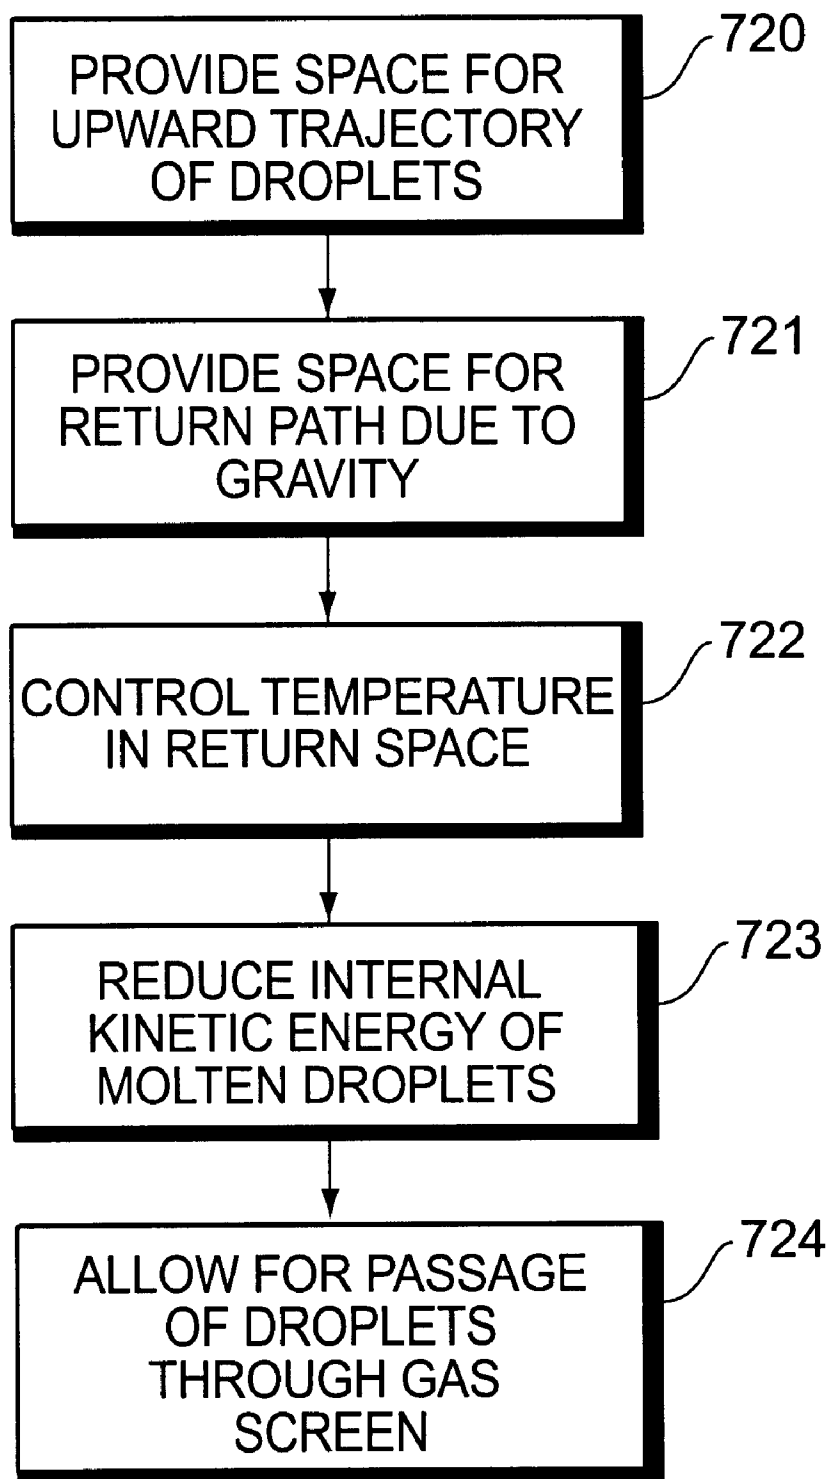 720
PROVIDE SPACE FOR
UPWARD TRAJECTORY
OF DROPLETS
721
PROVIDE SPACE FOR
RETURN PATH DUE TO
GRAVITY
722
CONTROL TEMPERATURE
IN RETURN SPACE
723
REDUCE INTERNAL
KINETIC ENERGY OF
MOLTEN DROPLETS
724
ALLOW FOR PASSAGE
OF DROPLETS
THROUGH GAS
SCREEN